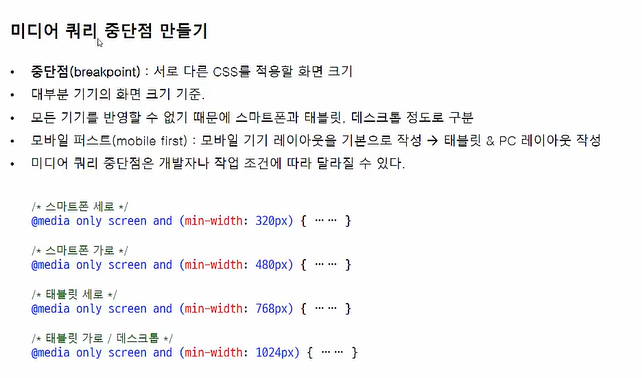 미디어 쿼리 중단점 만들기
• 중단점(breakpoint) : 서로 다른 CSS를 적용할 화면 크기
• 대부분 기기의 화면 크기 기준.
• 모든 기기를 반영할 수 없기 때문에 스마트폰과 태블릿, 데스크톱 정도로 구분
• 모바일 퍼스트(mobile first) : 모바일 기기 레이아웃을 기본으로 작성 → 태블릿 & PC 레이아웃 작성
• 미디어 쿼리 중단점은 개발자나 작업 조건에 따라 달라질 수 있다.
/* 스마트폰 세로 */
@media only screen and (min-width: 320px) { …… }
/* 스마트폰 가로 */
@media only screen and (min-width: 480px) { …… }
/* 태블릿 세로 */
@media only screen and (min-width: 768px) { …… }
/* 태블릿 가로 / 데스크톱 */
@media only screen and (min-width: 1024px) { …… }